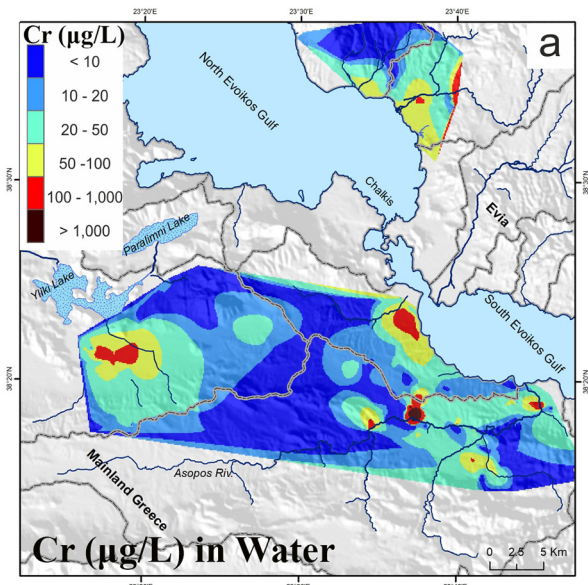 23°20'E
23°30'E
23°40'E
Cr (µg/L)
a
< 10
10 - 20
20 - 50
50 -100
100 - 1,000
> 1,000
North Evoikos Gulf
38°30'N
38°30'N
Chalkis
Evia
Paralimni Lake
Yliki Lake
South Evoikos Gulf
38°20'N
38°20'N
Mainland Greece
Asopos Riv.
Cr (µg/L) in Water
0 2.5 5 Km